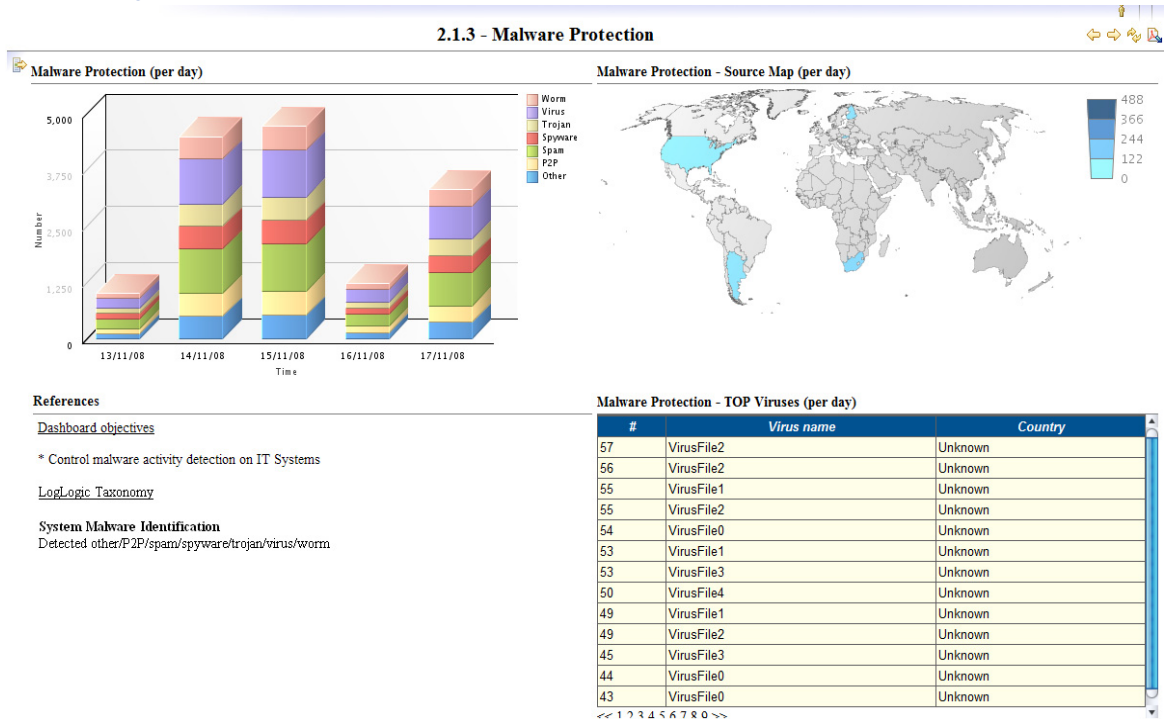 2.1.3 - Malware Protection
Malware Protection (per day)
5,000
3,750
2,500
1,250
0
Number
13/11/08 14/11/08 15/11/08 16/11/08 17/11/08
Time
Worm
Virus
Trojan
Spyware
Spam
P2P
Other
Malware Protection - Source Map (per day)
488
366
244
122
0
References
Dashboard objectives
* Control malware activity detection on IT Systems
LogLogic Taxonomy
System Malware Identification
Detected other/P2P/spam/spyware/trojan/virus/worm
Malware Protection - TOP Viruses (per day)
# Virus name Country
57 VirusFile2 Unknown
56 VirusFile2 Unknown
55 VirusFile1 Unknown
55 VirusFile2 Unknown
54 VirusFile0 Unknown
53 VirusFile1 Unknown
53 VirusFile3 Unknown
50 VirusFile4 Unknown
49 VirusFile1 Unknown
49 VirusFile2 Unknown
45 VirusFile3 Unknown
44 VirusFile0 Unknown
43 VirusFile0 Unknown
<< 1 2 3 4 5 6 7 8 9 >>